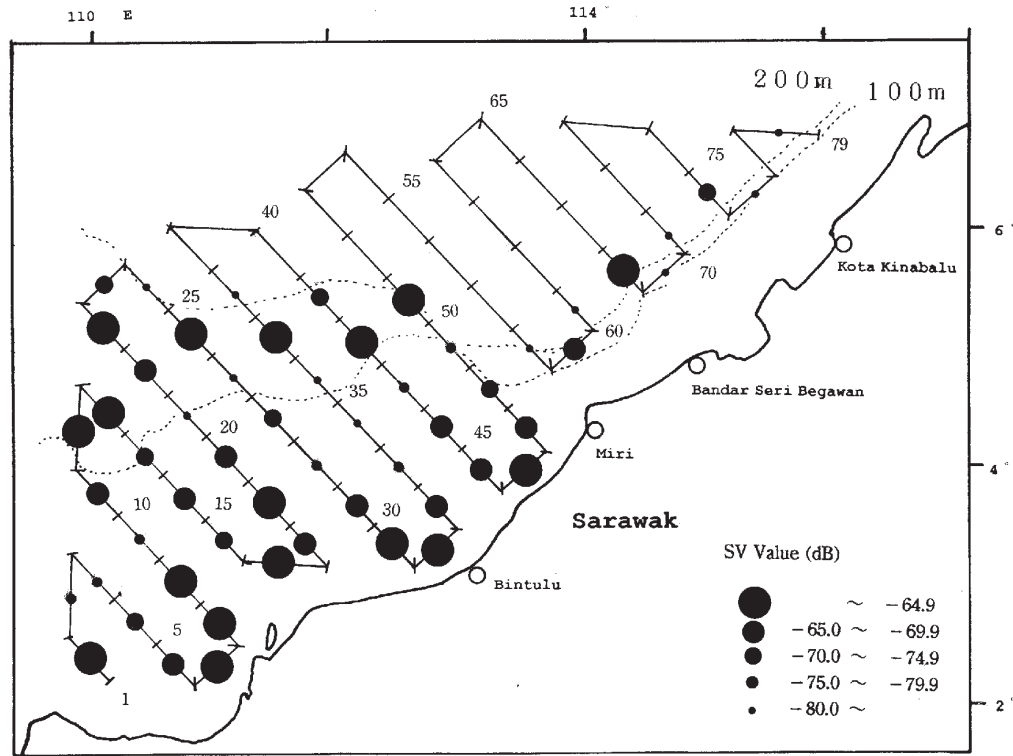 110 E
114
200m
100m
65
79
75
55
40
6°
Kota Kinabalu
70
25
50
60
Bandar Seri Begawan
35
20
45
Miri
4°
10
15
30
Sarawak
SV Value (dB)
Bintulu
~ -64.9
-65.0 ~ -69.9
-70.0 ~ -74.9
-75.0 ~ -79.9
-80.0 ~
5
1
2°